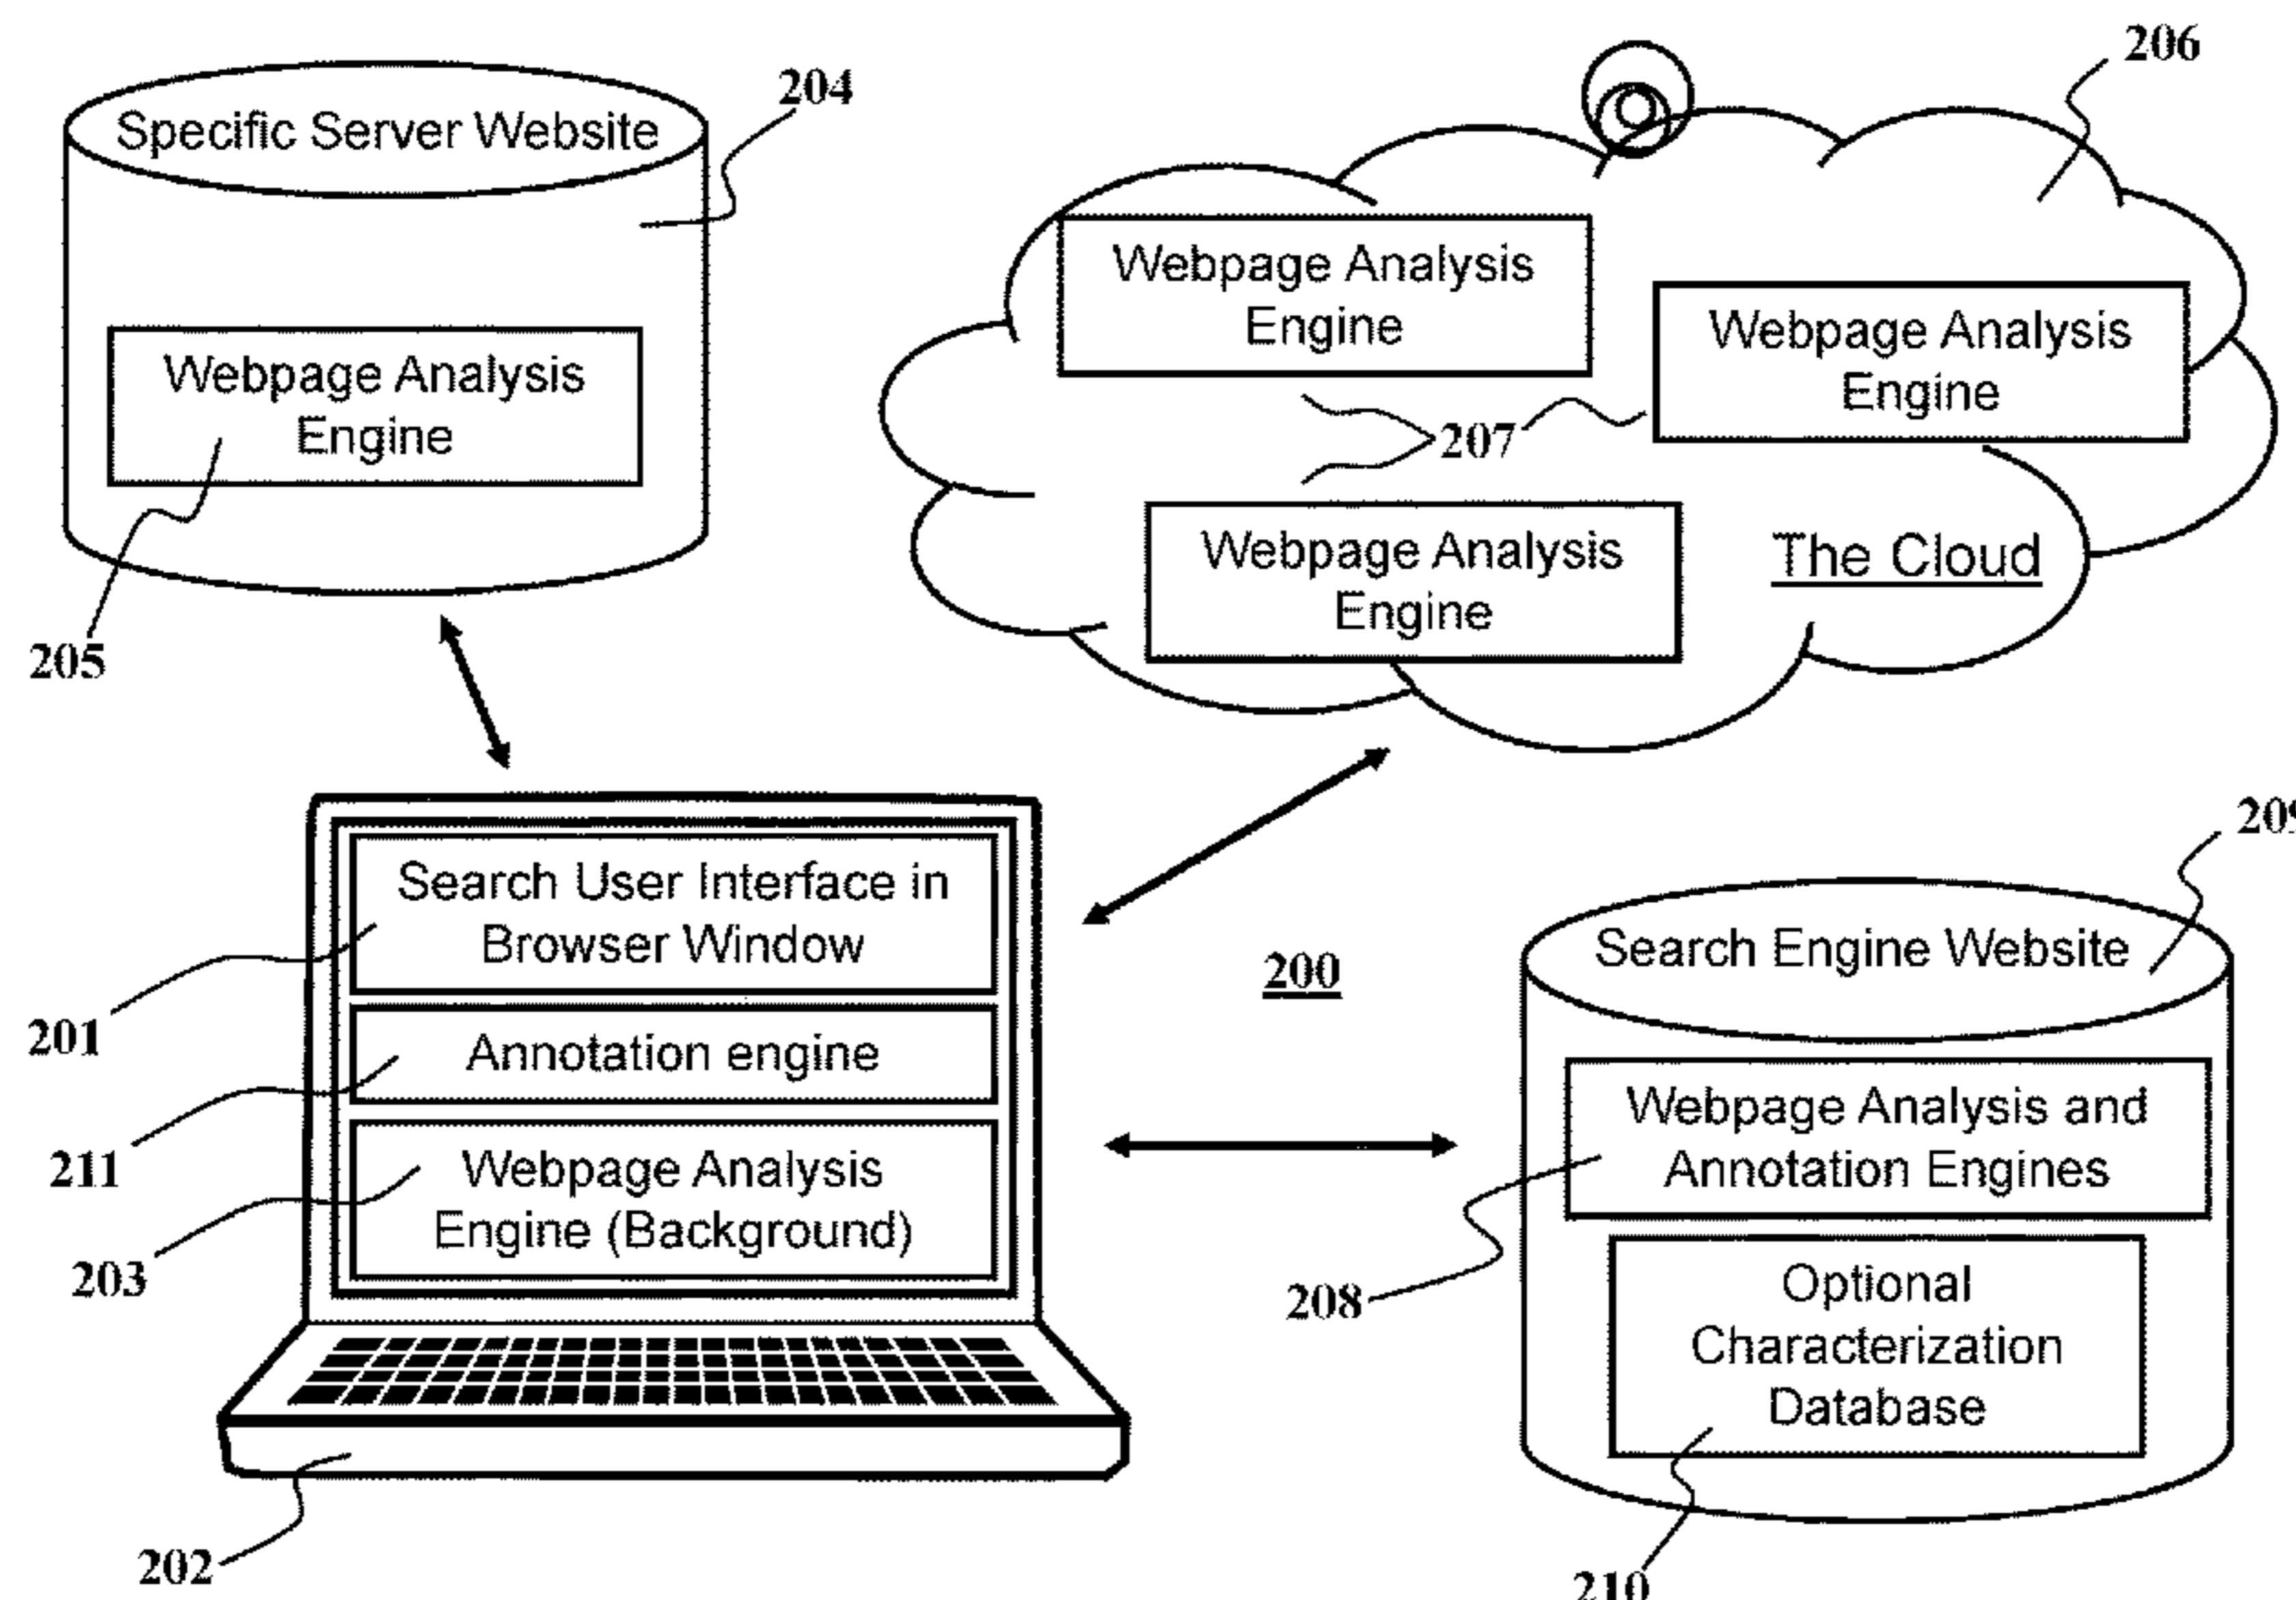 204
Specific Server Website
Webpage Analysis
Engine
205
206
Webpage Analysis
Engine
Webpage Analysis
Engine
207
Webpage Analysis
Engine
The Cloud
Search User Interface in
Browser Window
201
Annotation engine
211
Webpage Analysis
Engine (Background)
203
202
200
209
Search Engine Website
Webpage Analysis and
Annotation Engines
208
Optional
Characterization
Database
210